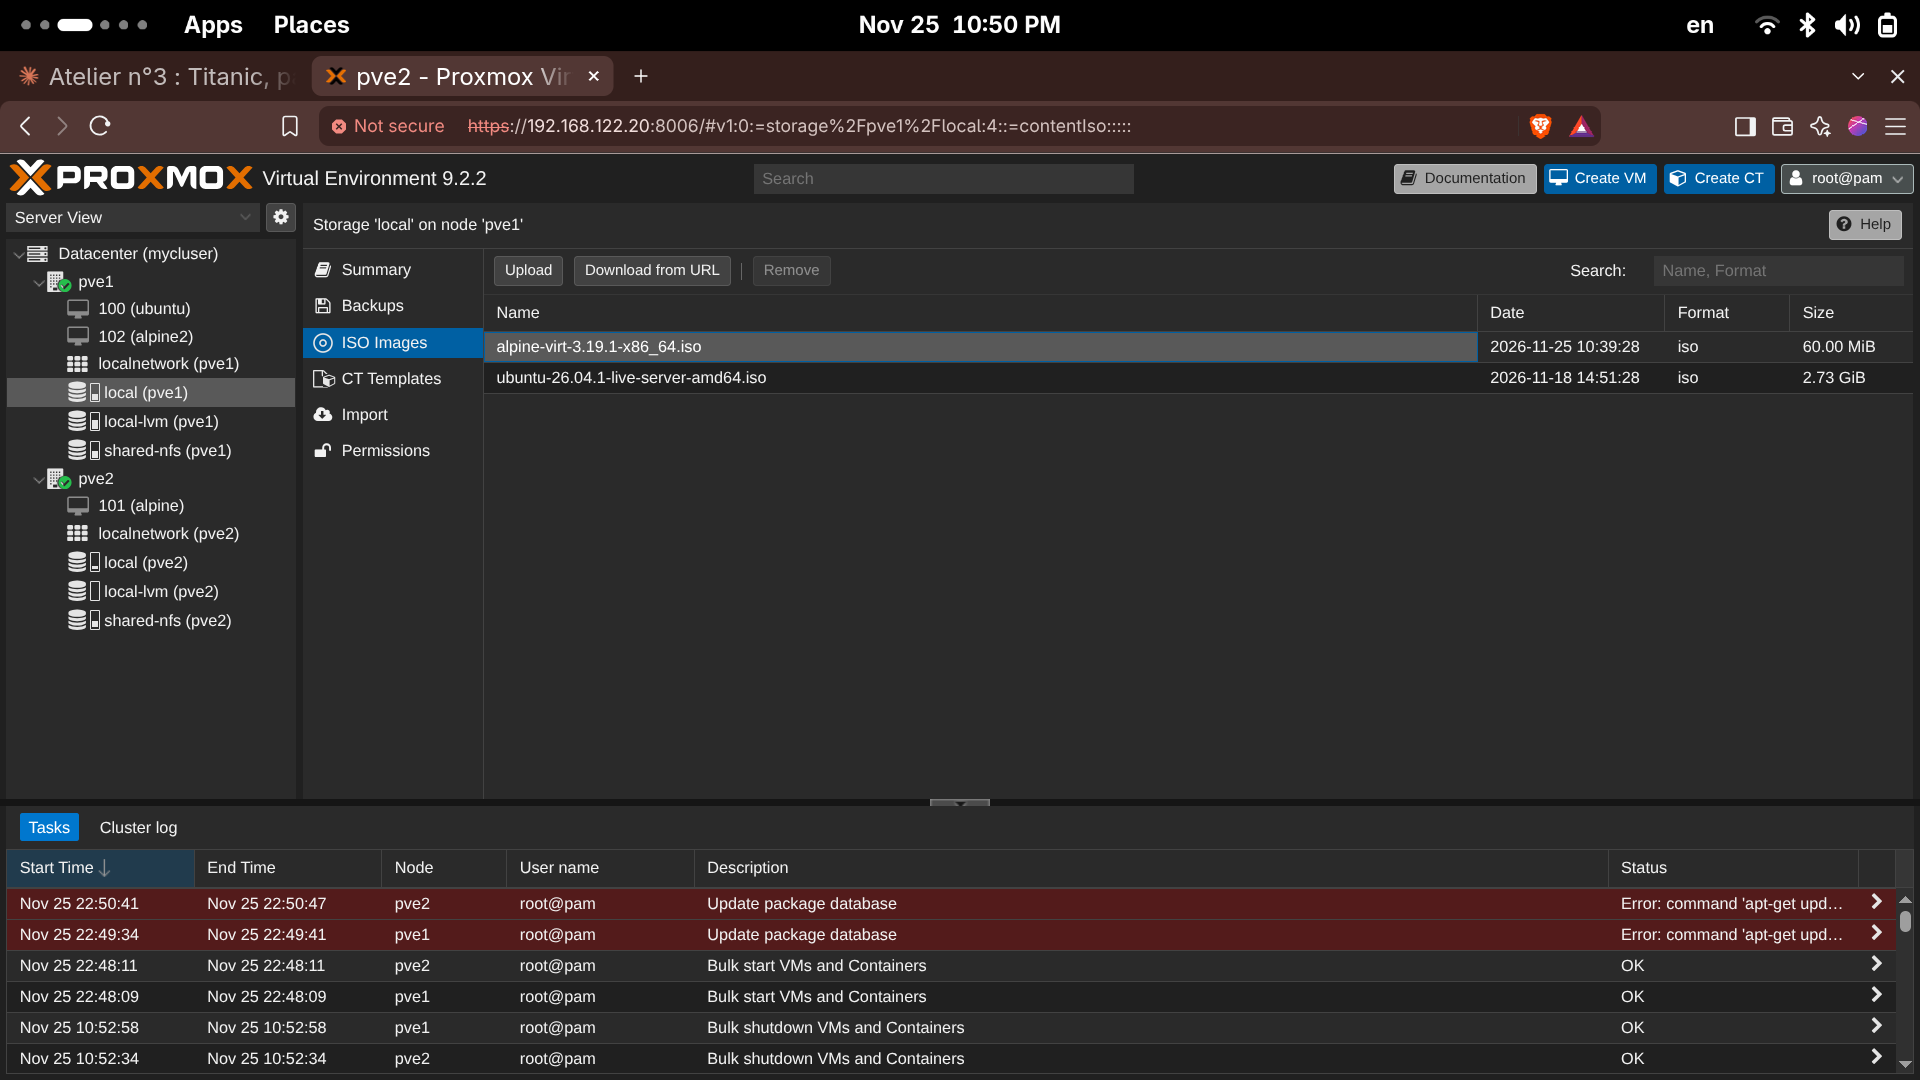 Apps Places Nov 25 10:50 PM en
Atelier n°3 : Titanic, p pve2 - Proxmox Vir
Not secure https://192.168.122.20:8006/#v1:0:=storage%2Fpve1%2Flocal:4::=contentIso:::::
PROXMOX Virtual Environment 9.2.2 Search Documentation Create VM Create CT root@pam
Server View
Storage 'local' on node 'pve1' Help
Datacenter (mycluser)
pve1
100 (ubuntu)
102 (alpine2)
localnetwork (pve1)
local (pve1)
local-lvm (pve1)
shared-nfs (pve1)
pve2
101 (alpine)
localnetwork (pve2)
local (pve2)
local-lvm (pve2)
shared-nfs (pve2)
Summary
Backups
ISO Images
CT Templates
Import
Permissions
Upload Download from URL Remove Search: Name, Format
Name Date Format Size
alpine-virt-3.19.1-x86_64.iso 2026-11-25 10:39:28 iso 60.00 MiB
ubuntu-26.04.1-live-server-amd64.iso 2026-11-18 14:51:28 iso 2.73 GiB
Tasks Cluster log
Start Time End Time Node User name Description Status
Nov 25 22:50:41 Nov 25 22:50:47 pve2 root@pam Update package database Error: command 'apt-get upd...
Nov 25 22:49:34 Nov 25 22:49:41 pve1 root@pam Update package database Error: command 'apt-get upd...
Nov 25 22:48:11 Nov 25 22:48:11 pve2 root@pam Bulk start VMs and Containers OK
Nov 25 22:48:09 Nov 25 22:48:09 pve1 root@pam Bulk start VMs and Containers OK
Nov 25 10:52:58 Nov 25 10:52:58 pve1 root@pam Bulk shutdown VMs and Containers OK
Nov 25 10:52:34 Nov 25 10:52:34 pve2 root@pam Bulk shutdown VMs and Containers OK